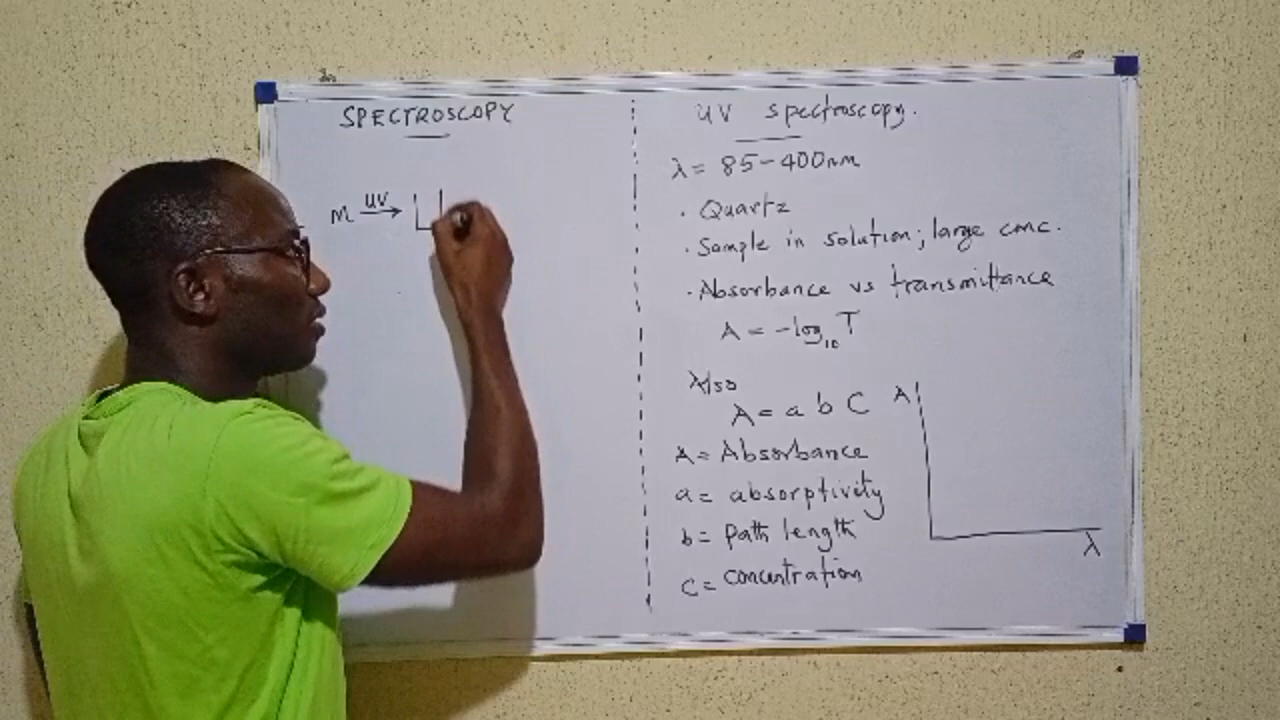 SPECTROSCOPY
M UV →
UV spectroscopy.
λ = 85-400nm
· Quartz
· Sample in solution; large conc.
· Absorbance vs transmittance
A = -log₁₀ T
Also
A = a b C
A = Absorbance
a = absorptivity
b = path length
C = concentration
A
λ